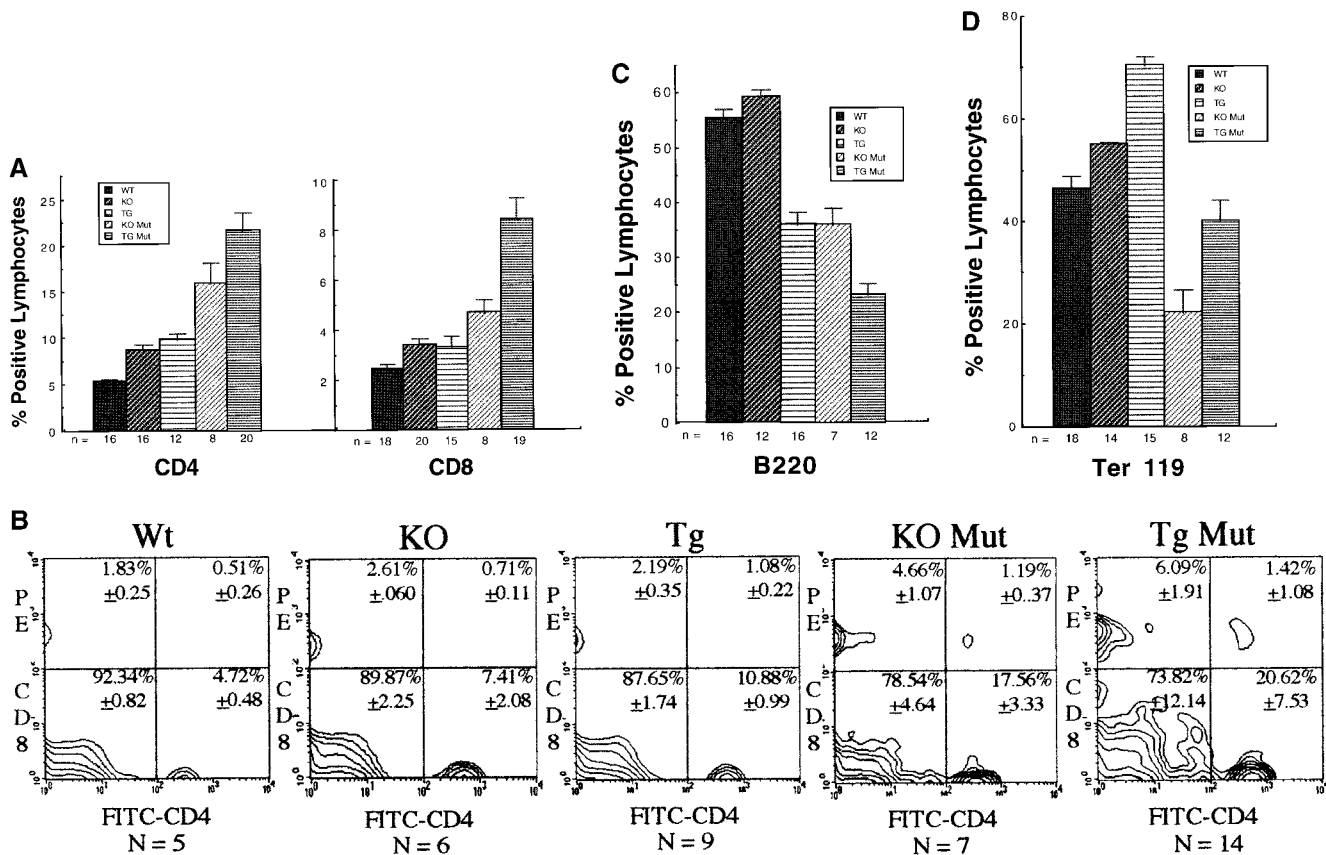 A
% Positive Lymphocytes
25
20
15
10
5
0
WT
KO
TG
KO Mut
TG Mut
n = 16 16 12 8 20
CD4
10
8
6
4
2
n = 18 20 15 8 19
CD8
C
% Positive Lymphocytes
60
50
40
30
20
10
0
WT
KO
TG
KO Mut
TG Mut
n = 16 12 16 7 12
B220
D
% Positive Lymphocytes
80
60
40
20
0
WT
KO
TG
KO Mut
TG Mut
n = 18 14 15 8 12
Ter 119
B
Wt
PE
CD8
1.83% 0.51%
±0.25 ±0.26
92.34% 4.72%
±0.82 ±0.48
FITC-CD4
N = 5
KO
PE
CD8
2.61% 0.71%
±.060 ±0.11
89.87% 7.41%
±2.25 ±2.08
FITC-CD4
N = 6
Tg
PE
CD8
2.19% 1.08%
±0.35 ±0.22
87.65% 10.88%
±1.74 ±0.99
FITC-CD4
N = 9
KO Mut
PE
CD8
4.66% 1.19%
±1.07 ±0..37
78.54% 17.56%
±4.64 ±3.33
FITC-CD4
N = 7
Tg Mut
PE
CD8
6.09% 1.42%
±1.91 ±1.08
73.82% 20.62%
±12.14 ±7.53
FITC-CD4
N = 14